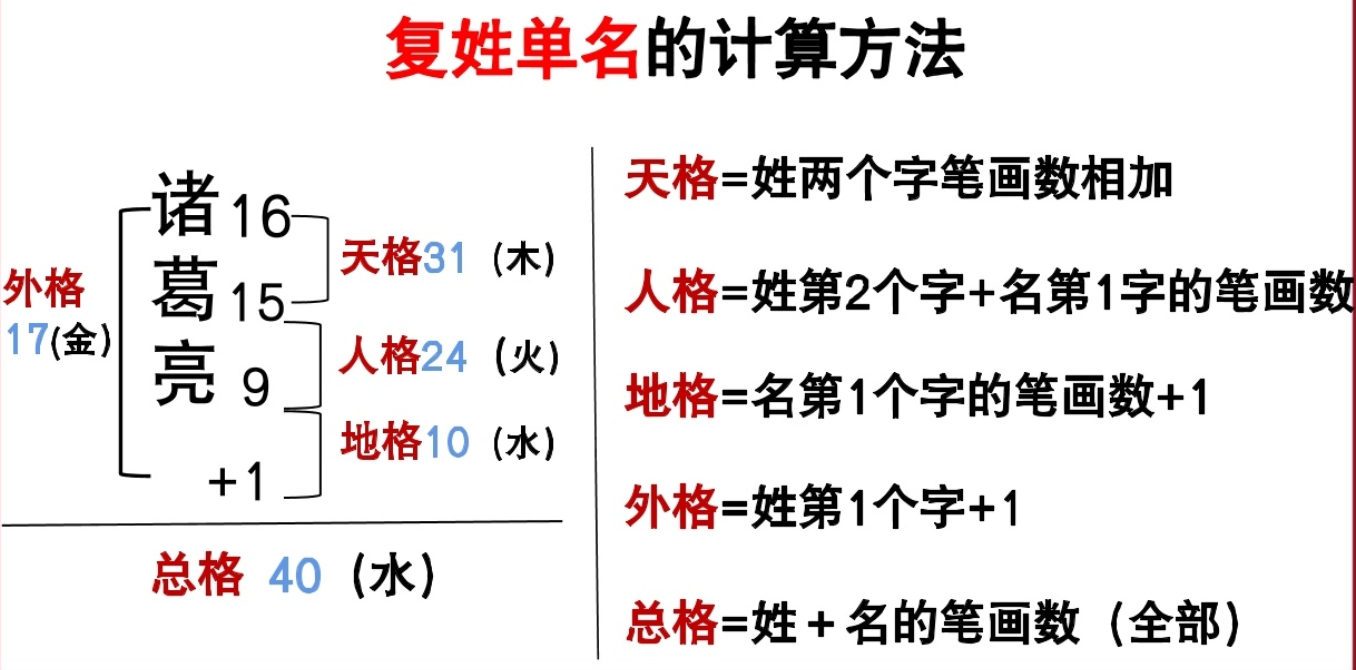 复姓单名的计算方法
诸 16
葛 15
亮 9
+1
外格
17(金)
天格31（木）
人格24（火）
地格10（水）
总格 40（水）
天格=姓两个字笔画数相加
人格=姓第2个字+名第1字的笔画数
地格=名第1个字的笔画数+1
外格=姓第1个字+1
总格=姓＋名的笔画数（全部）